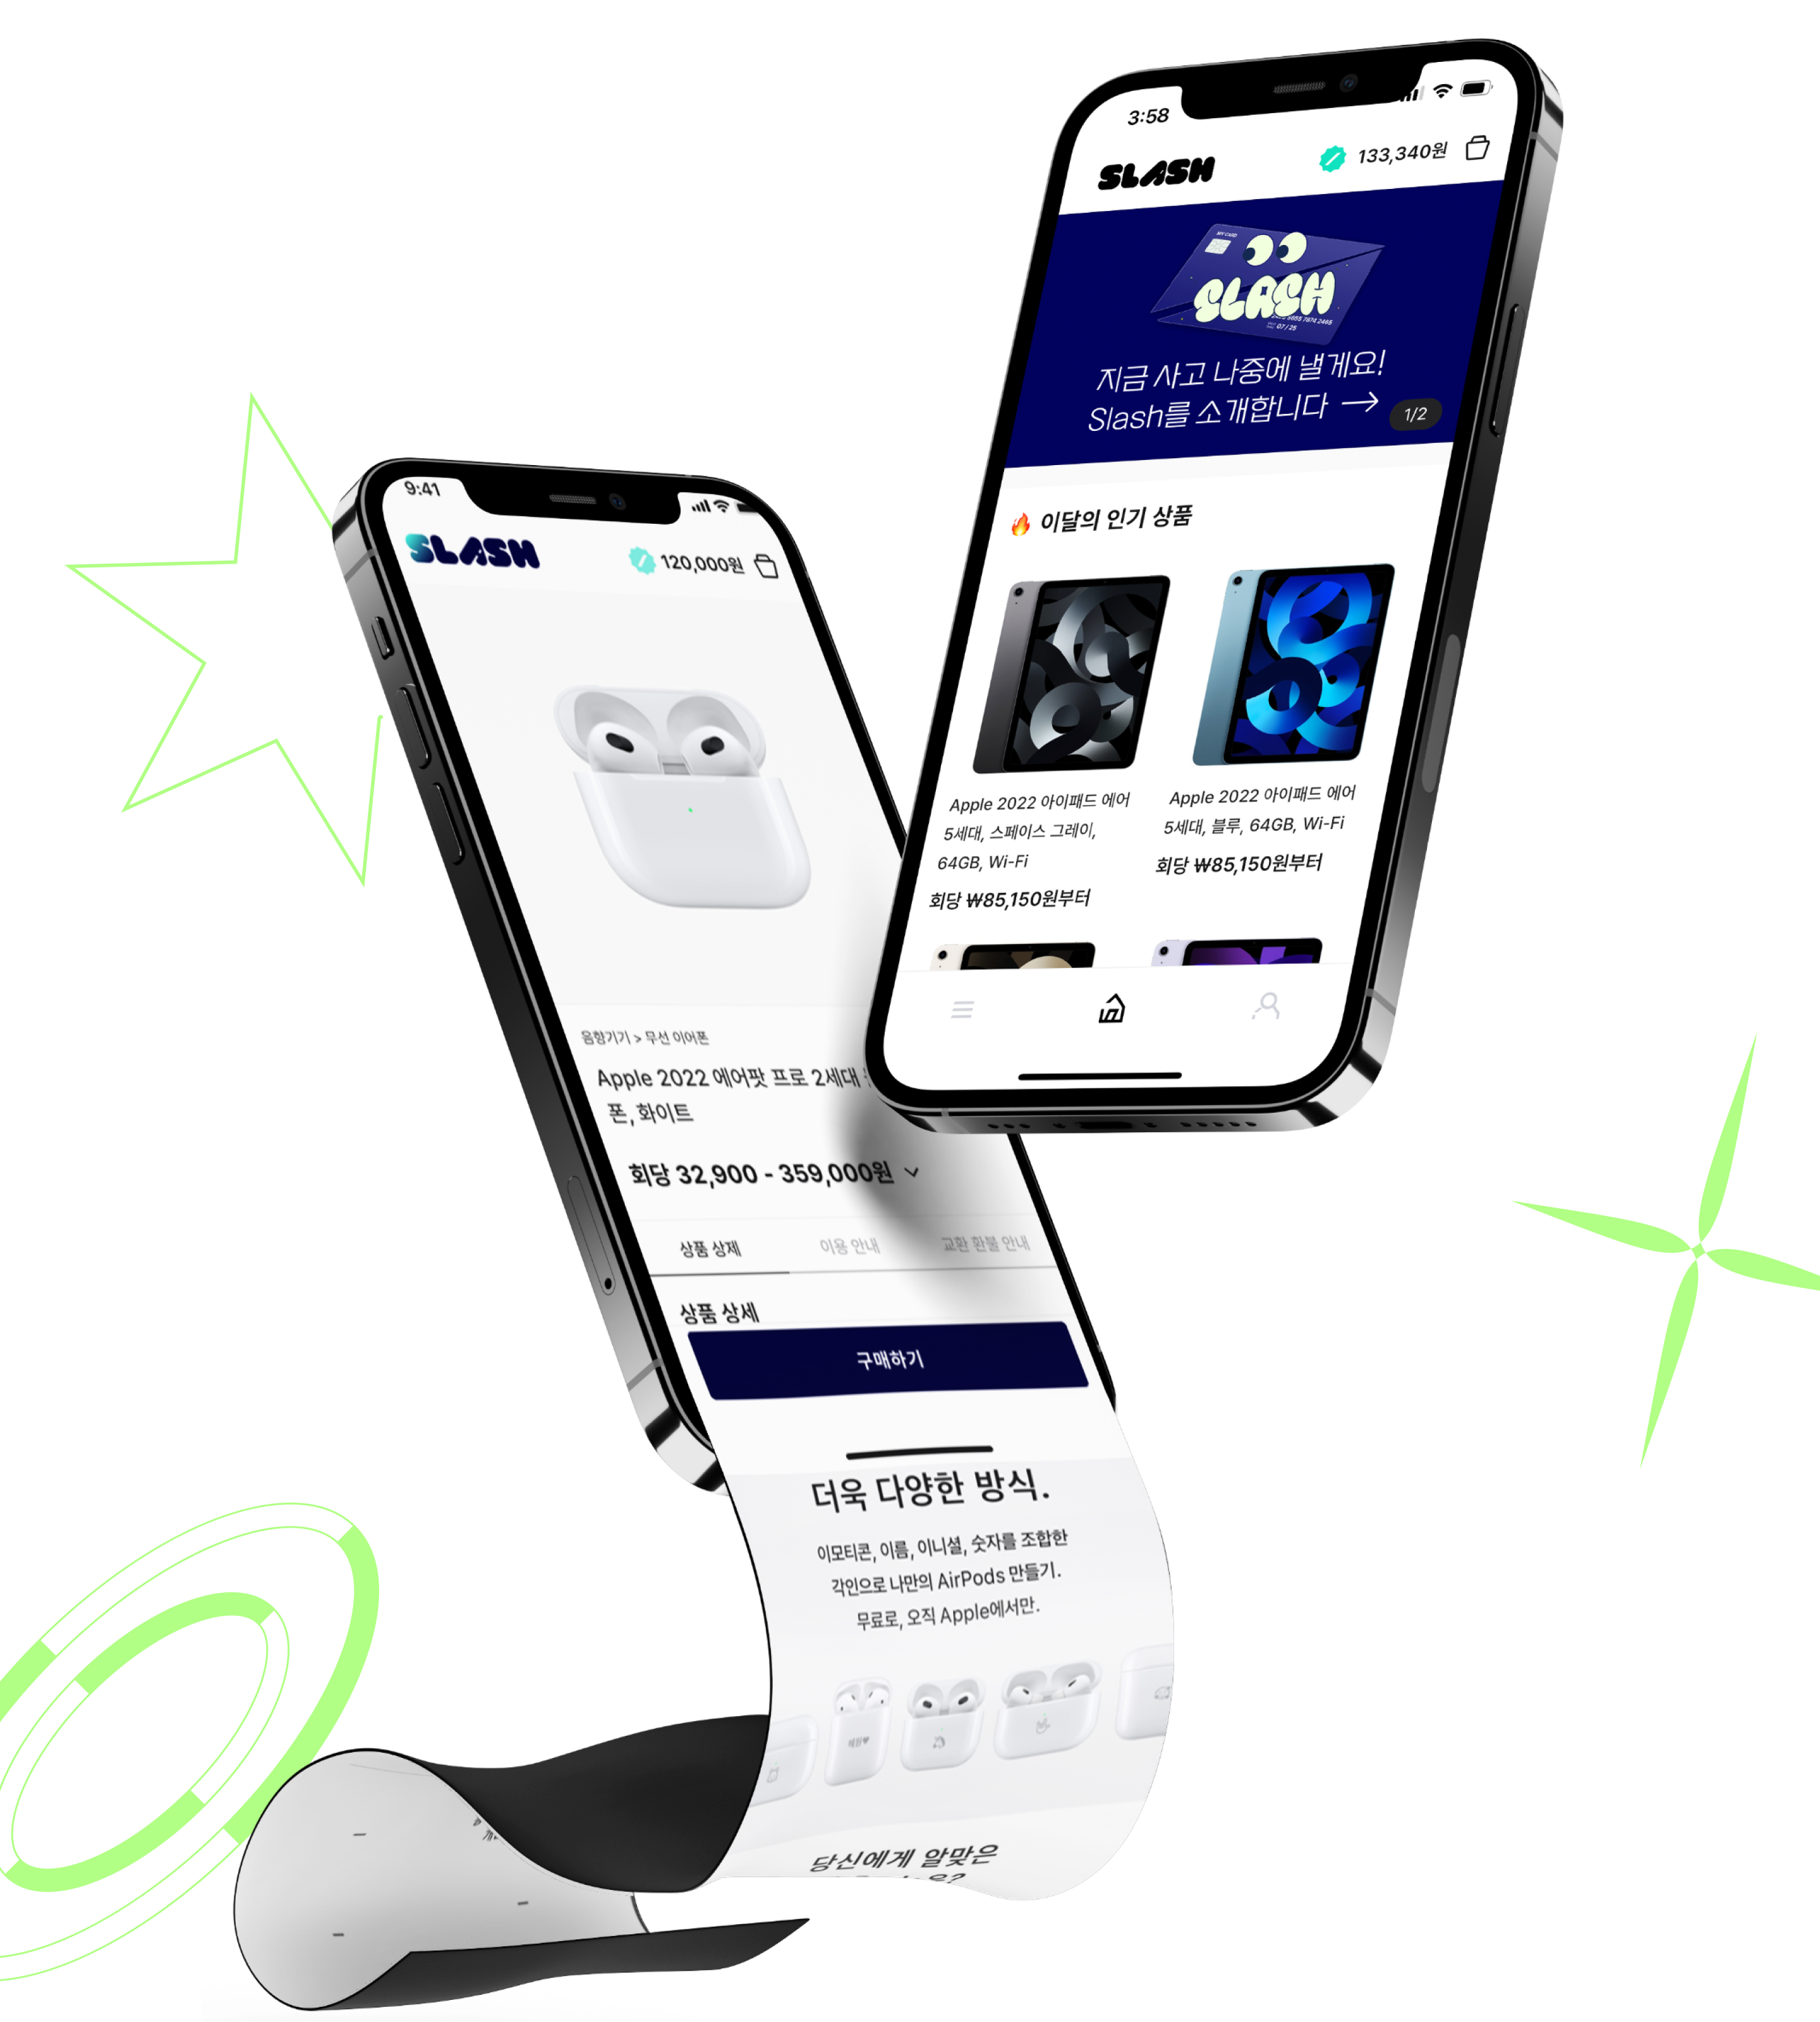 3:58
SLASH
133,340원
MY CARD
SLASH
5655 7674 2465
07/25
지금 사고 나중에 낼게요!
Slash를 소개합니다 →
1/2
🔥 이달의 인기 상품
Apple 2022 아이패드 에어
5세대, 스페이스 그레이,
64GB, Wi-Fi
회당 ₩85,150원부터
Apple 2022 아이패드 에어
5세대, 블루, 64GB, Wi-Fi
회당 ₩85,150원부터
9:41
SLASH
120,000원
음향기기 > 무선 이어폰
Apple 2022 에어팟 프로 2세대
폰, 화이트
회당 32,900 - 359,000원
상품 상제
이용 안내
교환 환불 안내
상품 상세
구매하기
더욱 다양한 방식.
이모티콘, 이름, 이니셜, 숫자를 조합한
각인으로 나만의 AirPods 만들기.
무료로, 오직 Apple에서만.
당신에게 알맞은